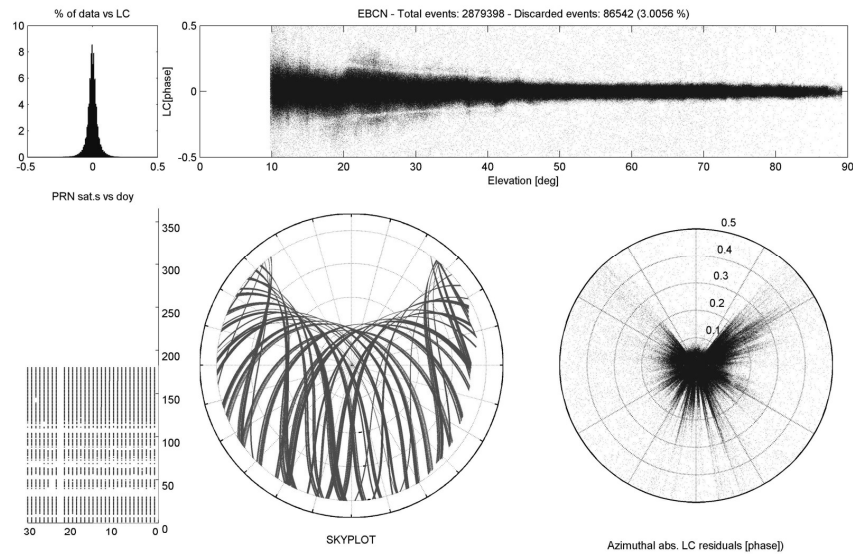 % of data vs LC
10
8
6
4
2
0
-0.5 0 0.5
EBCN - Total events: 2879398 - Discarded events: 86542 (3.0056 %)
0.5
0
-0.5
LC[phase]
10 20 30 40 50 60 70 80 90
Elevation [deg]
PRN sat.s vs doy
350
300
250
200
150
100
50
0
30 20 10 0
SKYPLOT
0.5
0.4
0.3
0.2
0.1
Azimuthal abs. LC residuals [phase])